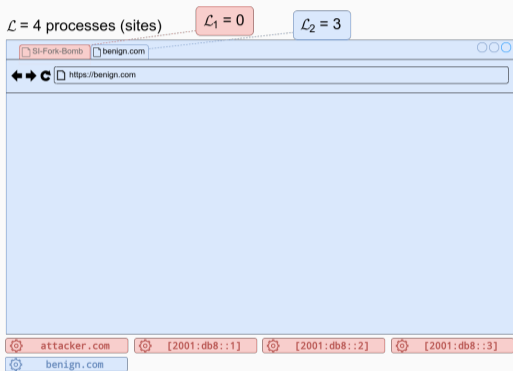 ℒ = 4 processes (sites)
ℒ₁ = 0
ℒ₂ = 3
SI-Fork-Bomb
benign.com
https://benign.com
attacker.com
[2001:db8::1]
[2001:db8::2]
[2001:db8::3]
benign.com